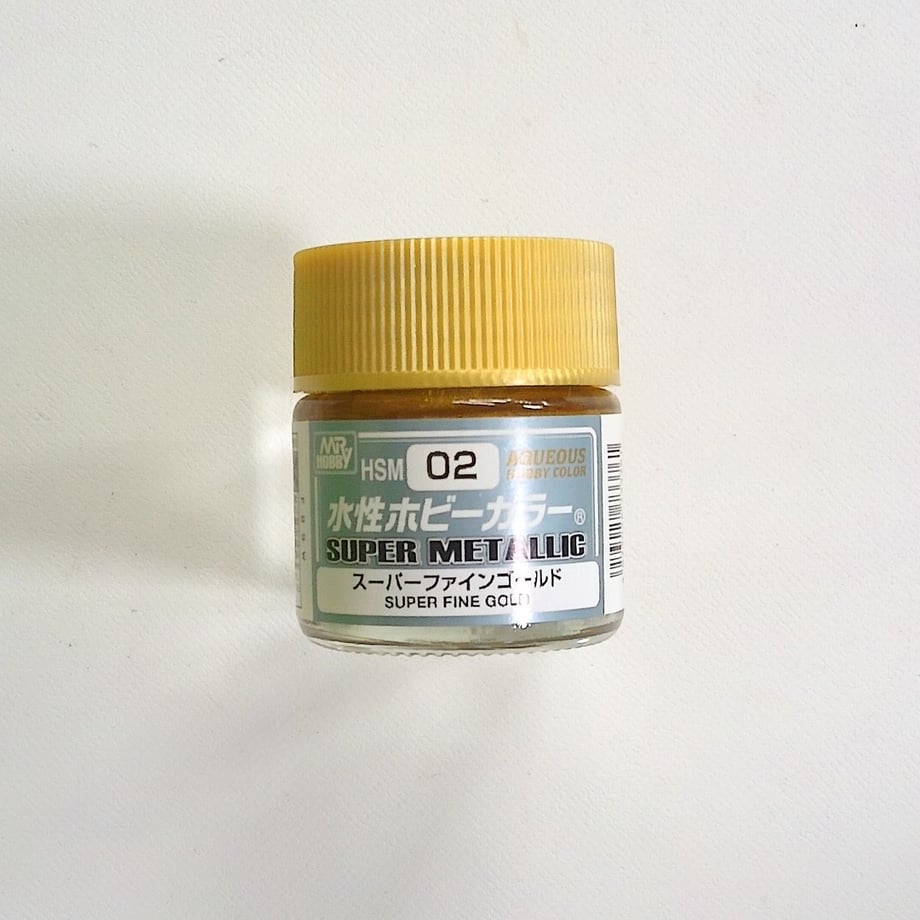 MR HOBBY
HSM 02 AQUEOUS HOBBY COLOR
水性ホビーカラー®
SUPER METALLIC
スーパーファインゴールド
SUPER FINE GOLD